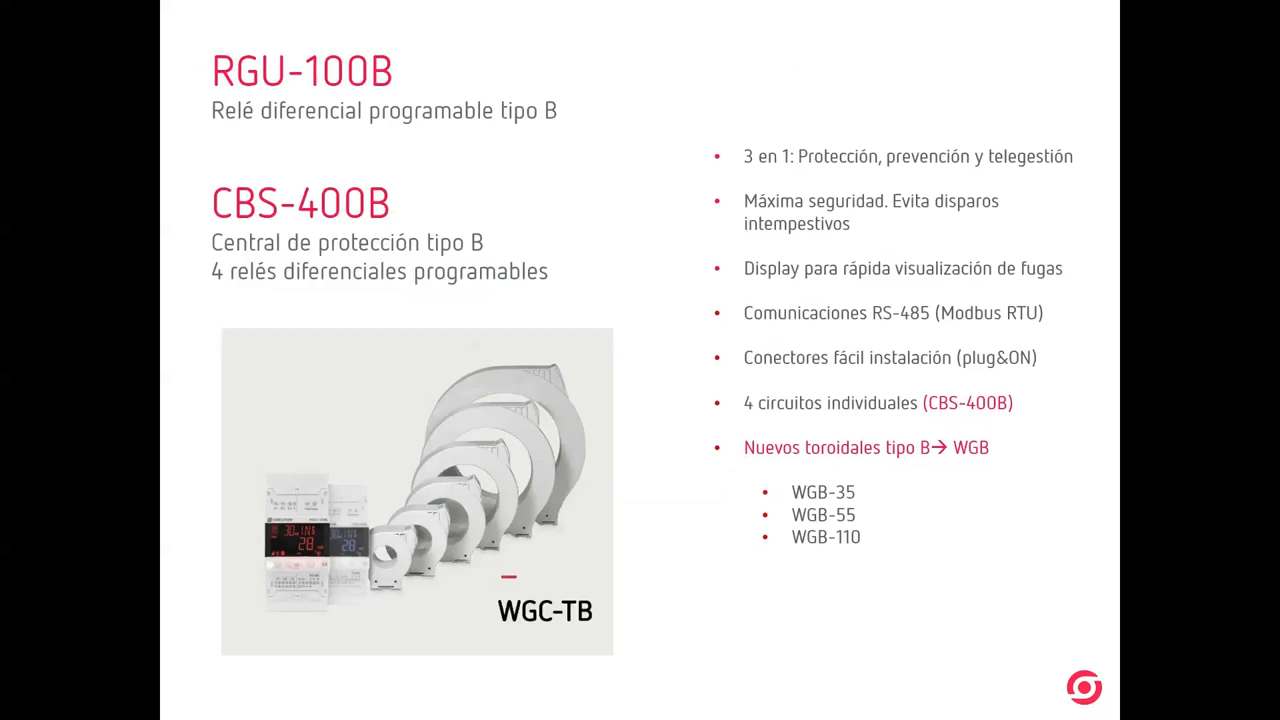 RGU-100B
Relé diferencial programable tipo B
CBS-400B
Central de protección tipo B
4 relés diferenciales programables
WGC-TB
• 3 en 1: Protección, prevención y telegestión
• Máxima seguridad. Evita disparos
intempestivos
• Display para rápida visualización de fugas
• Comunicaciones RS-485 (Modbus RTU)
• Conectores fácil instalación (plug&ON)
• 4 circuitos individuales (CBS-400B)
• Nuevos toroidales tipo B→ WGB
• WGB-35
• WGB-55
• WGB-110